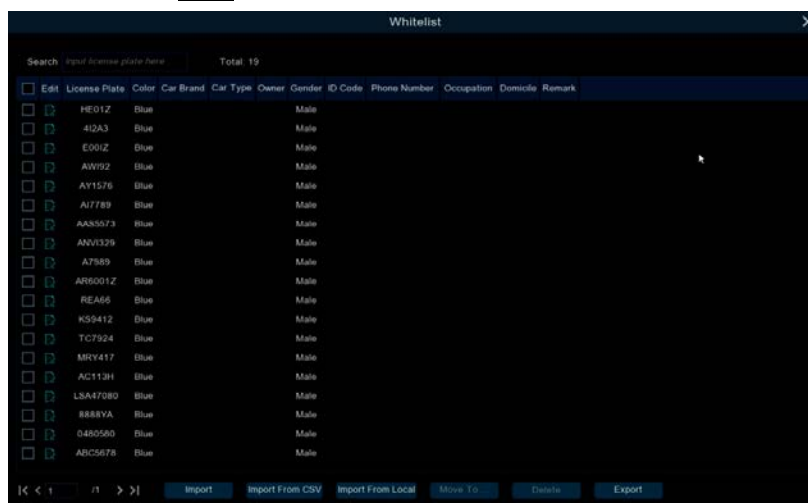 Whitelist
Search Input license plate here Total: 19
Edit License Plate Color Car Brand Car Type Owner Gender ID Code Phone Number Occupation Domicile Remark
HE01Z Blue Male
4I2A3 Blue Male
E00IZ Blue Male
AWI92 Blue Male
AY1576 Blue Male
AI7789 Blue Male
AAS5573 Blue Male
ANVI329 Blue Male
A7989 Blue Male
AR6001Z Blue Male
REA66 Blue Male
KS9412 Blue Male
TC7924 Blue Male
MRY417 Blue Male
AC113H Blue Male
LSA47080 Blue Male
8888YA Blue Male
0480580 Blue Male
ABC5678 Blue Male
1 /1 Import Import From CSV Import From Local Move To... Delete Export